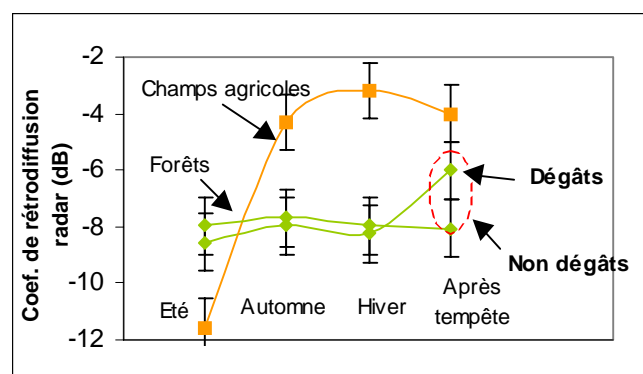 Coef. de rétrodiffusion
radar (dB)
-2
-4
-6
-8
-10
-12
Champs agricoles
Forêts
Dégâts
Non dégâts
Eté
Automne
Hiver
Après
tempête